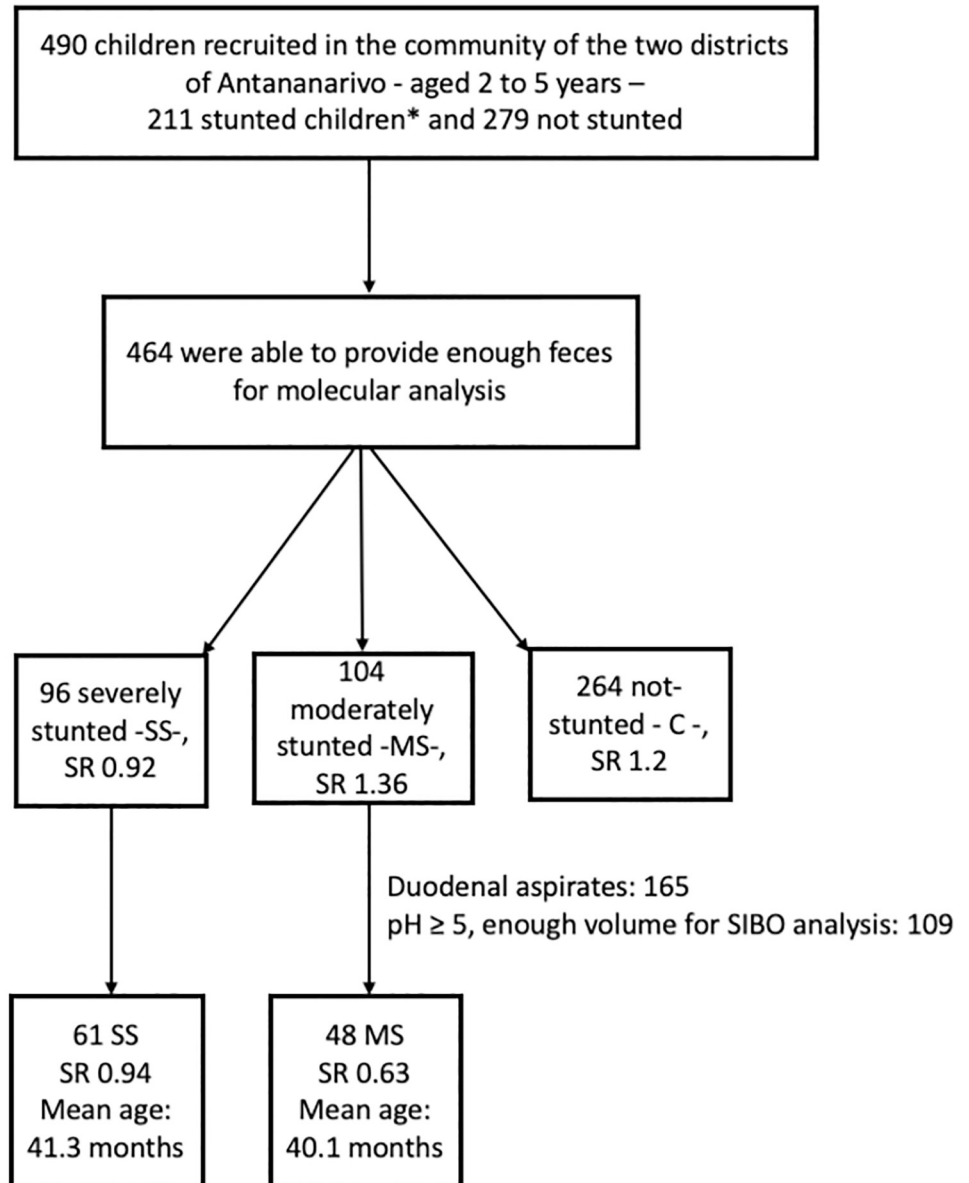 490 children recruited in the community of the two districts
of Antananarivo - aged 2 to 5 years –
211 stunted children* and 279 not stunted
464 were able to provide enough feces
for molecular analysis
96 severely
stunted -SS-,
SR 0.92
104
moderately
stunted -MS-,
SR 1.36
264 not-
stunted - C -,
SR 1.2
Duodenal aspirates: 165
pH ≥ 5, enough volume for SIBO analysis: 109
61 SS
SR 0.94
Mean age:
41.3 months
48 MS
SR 0.63
Mean age:
40.1 months